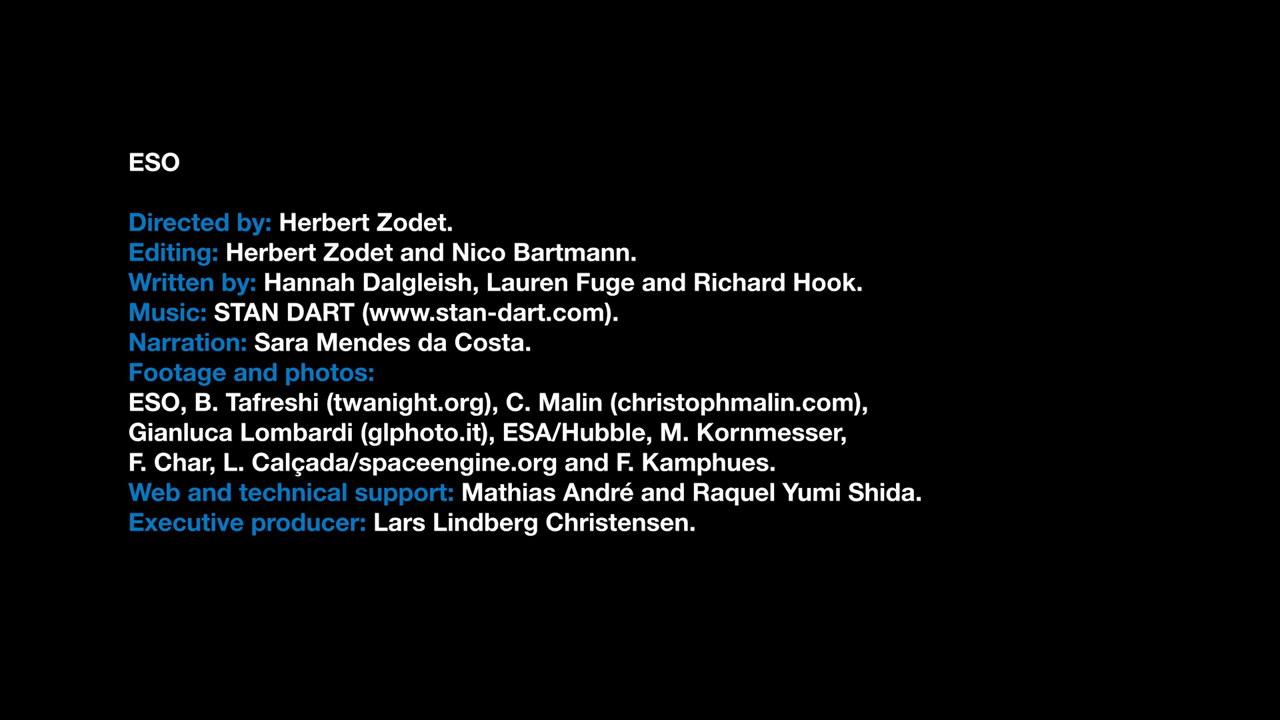 ESO
Directed by: Herbert Zodet.
Editing: Herbert Zodet and Nico Bartmann.
Written by: Hannah Dalgleish, Lauren Fuge and Richard Hook.
Music: STAN DART (www.stan-dart.com).
Narration: Sara Mendes da Costa.
Footage and photos:
ESO, B. Tafreshi (twanight.org), C. Malin (christophmalin.com),
Gianluca Lombardi (glphoto.it), ESA/Hubble, M. Kornmesser,
F. Char, L. Calçada/spaceengine.org and F. Kamphues.
Web and technical support: Mathias André and Raquel Yumi Shida.
Executive producer: Lars Lindberg Christensen.